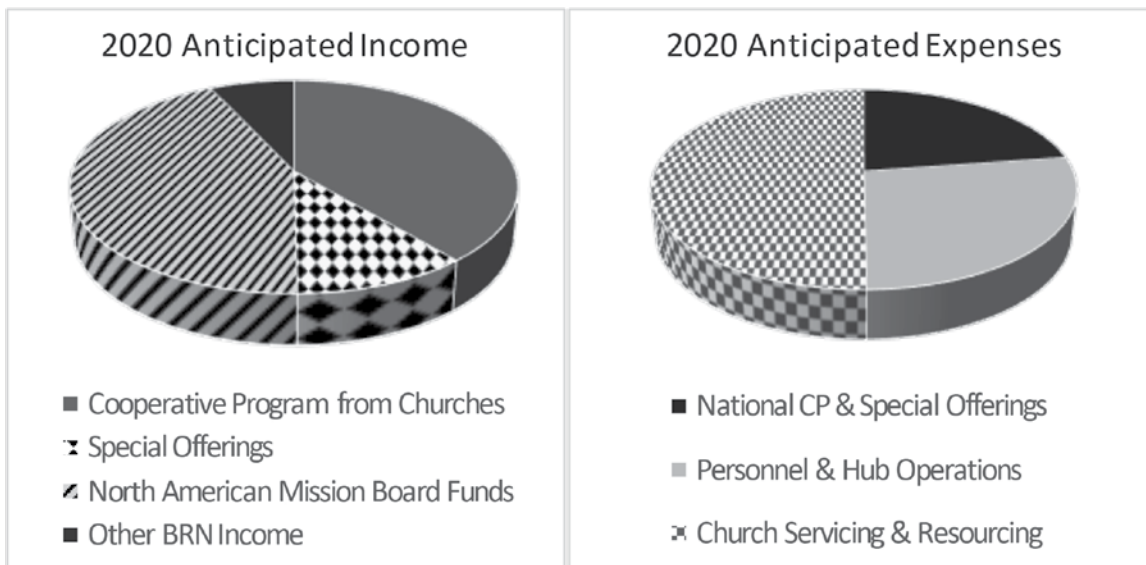 2020 Anticipated Income
Cooperative Program from Churches
Special Offerings
North American Mission Board Funds
Other BRN Income
2020 Anticipated Expenses
National CP & Special Offerings
Personnel & Hub Operations
Church Servicing & Resourcing